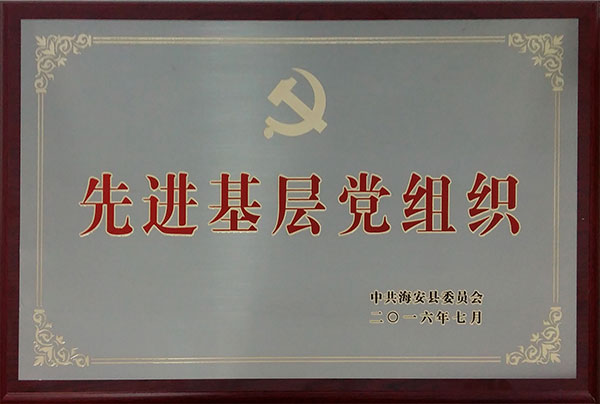 先进基层党组织
中共海安县委员会
二〇一六年七月